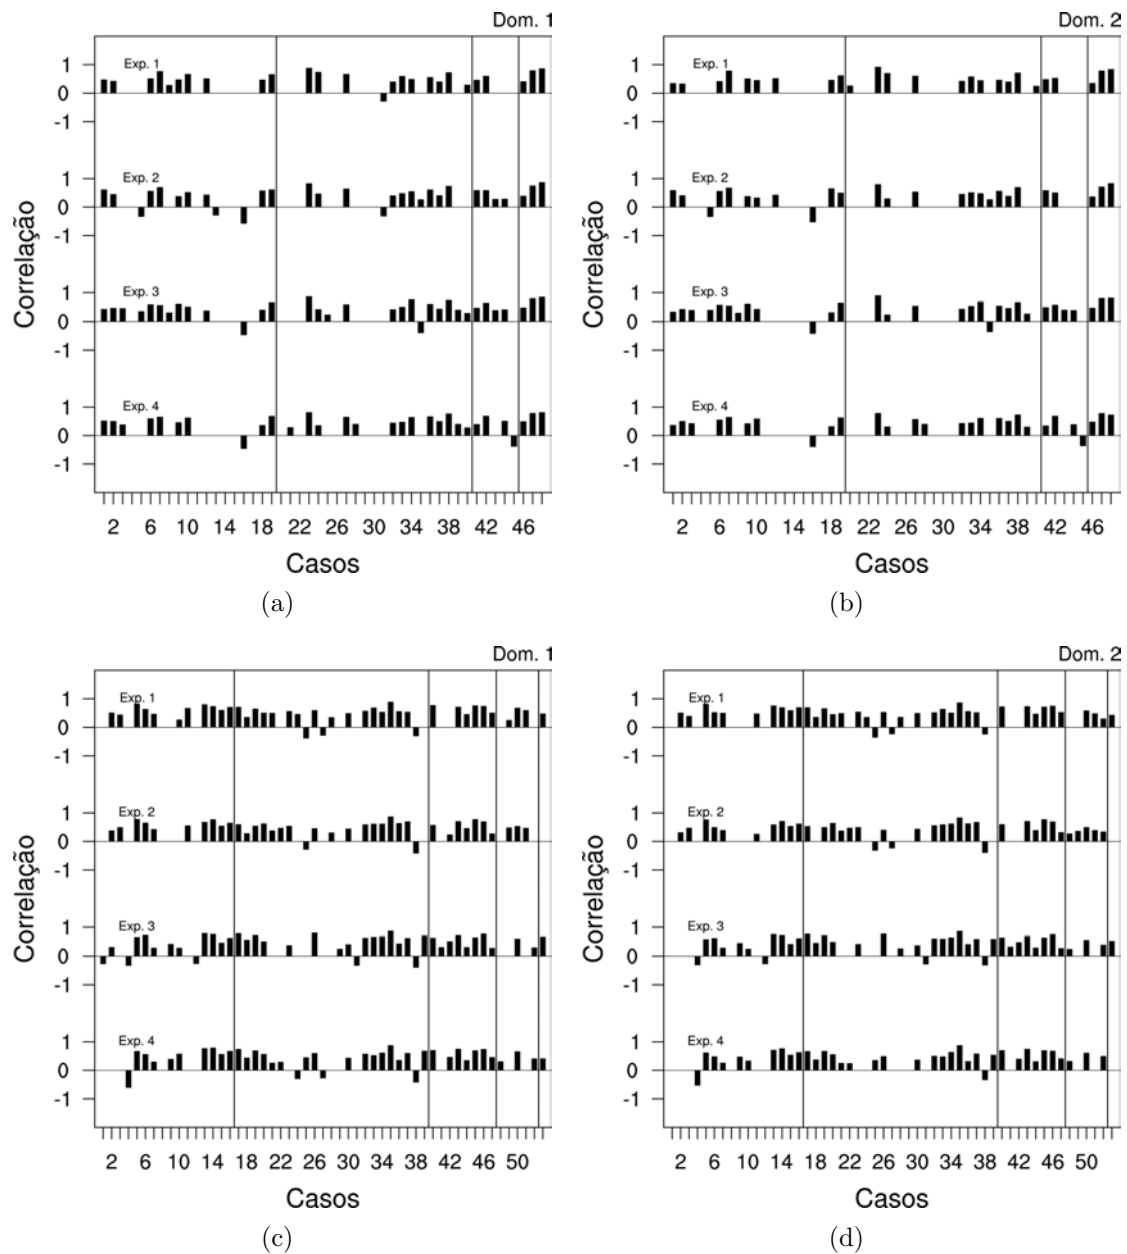 Dom. 1
Correlação
Exp. 1
1
0
-1
Exp. 2
1
0
-1
Exp. 3
1
0
-1
Exp. 4
1
0
-1
2 6 10 14 18 22 26 30 34 38 42 46
Casos
(a)
Dom. 2
Correlação
Exp. 1
1
0
-1
Exp. 2
1
0
-1
Exp. 3
1
0
-1
Exp. 4
1
0
-1
2 6 10 14 18 22 26 30 34 38 42 46
Casos
(b)
Dom. 1
Correlação
Exp. 1
1
0
-1
Exp. 2
1
0
-1
Exp. 3
1
0
-1
Exp. 4
1
0
-1
2 6 10 14 18 22 26 30 34 38 42 46 50
Casos
(c)
Dom. 2
Correlação
Exp. 1
1
0
-1
Exp. 2
1
0
-1
Exp. 3
1
0
-1
Exp. 4
1
0
-1
2 6 10 14 18 22 26 30 34 38 42 46 50
Casos
(d)